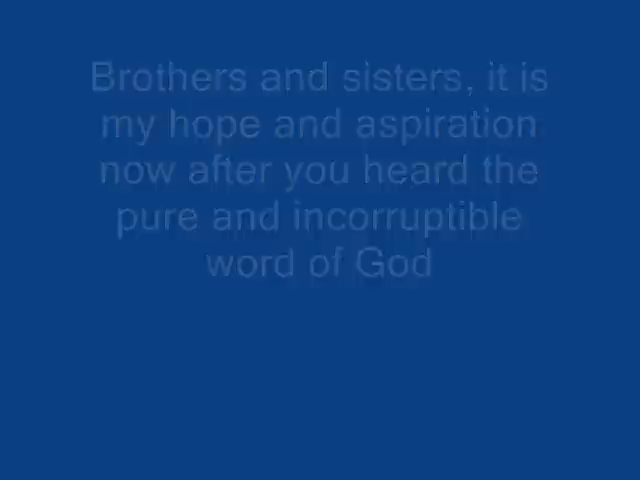 Brothers and sisters, it is
my hope and aspiration
now after you heard the
pure and incorruptible
word of God